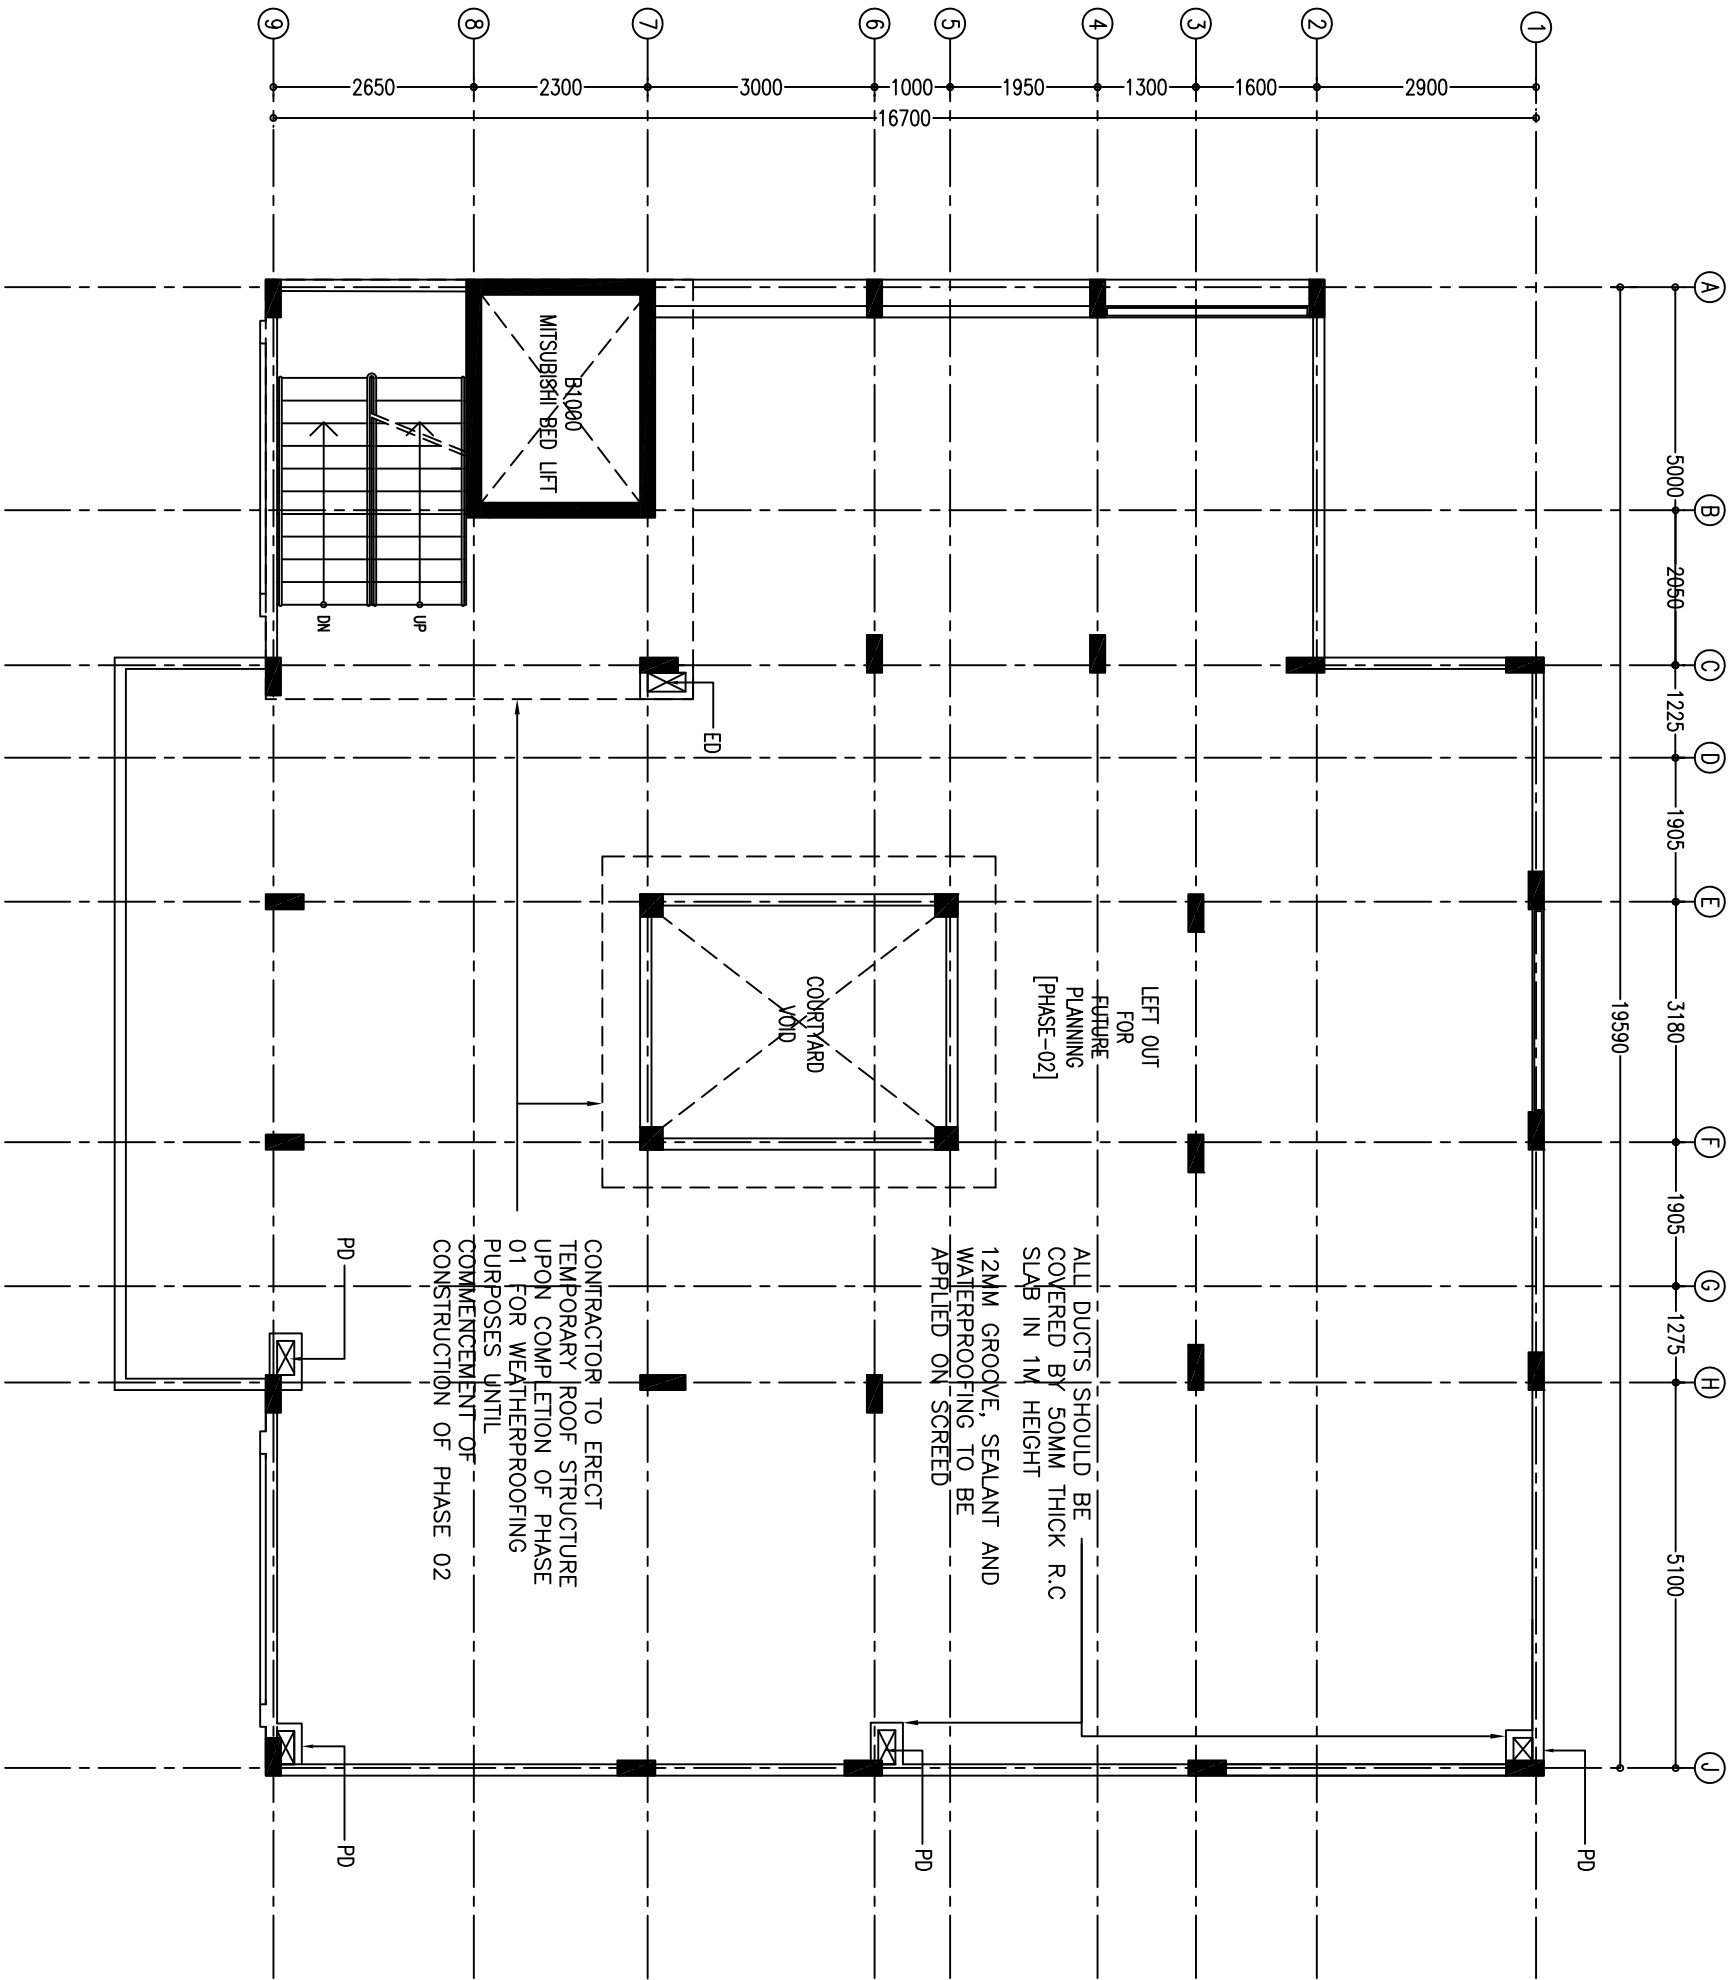 9
8
7
6
5
4
3
2
1
2650
2300
3000
1000
1950
1300
1600
2900
16700
A
B
C
D
E
F
G
H
J
5000
2050
1225
1905
3180
1905
1275
5100
19590
B1000
MITSUBISHI BED LIFT
UP
DN
ED
COURTYARD
VOID
LEFT OUT
FOR
FUTURE
PLANNING
[PHASE-02]
ALL DUCTS SHOULD BE
COVERED BY 50MM THICK R.C
SLAB IN 1M HEIGHT
12MM GROOVE, SEALANT AND
WATERPROOFING TO BE
APPLIED ON SCREED
CONTRACTOR TO ERECT
TEMPORARY ROOF STRUCTURE
UPON COMPLETION OF PHASE
01 FOR WEATHERPROOFING
PURPOSES UNTIL
COMMENCEMENT OF
CONSTRUCTION OF PHASE 02
PD
PD
PD
PD